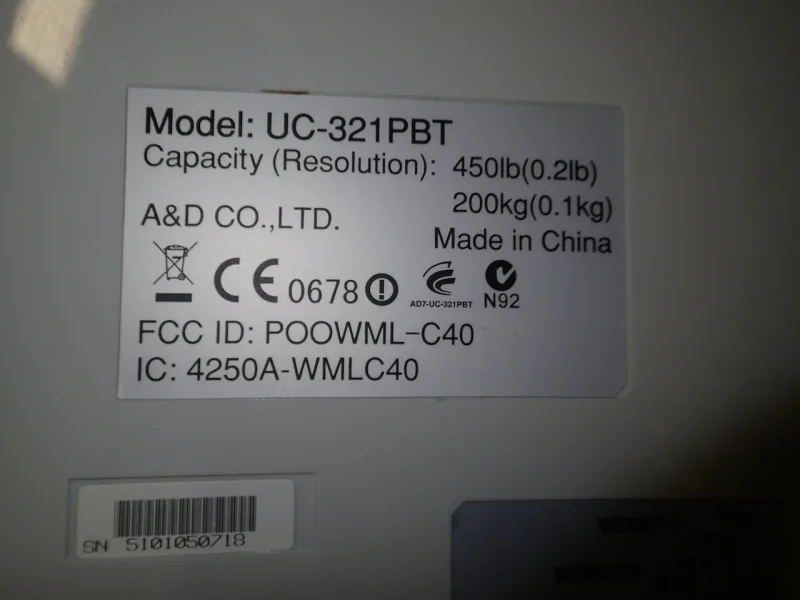 Model: UC-321PBT
Capacity (Resolution): 450lb(0.2lb)
200kg(0.1kg)
A&D CO.,LTD.
Made in China
CE 0678
AD7-UC-321PBT
N92
FCC ID: POOWML-C40
IC: 4250A-WMLC40
SN 5101050718